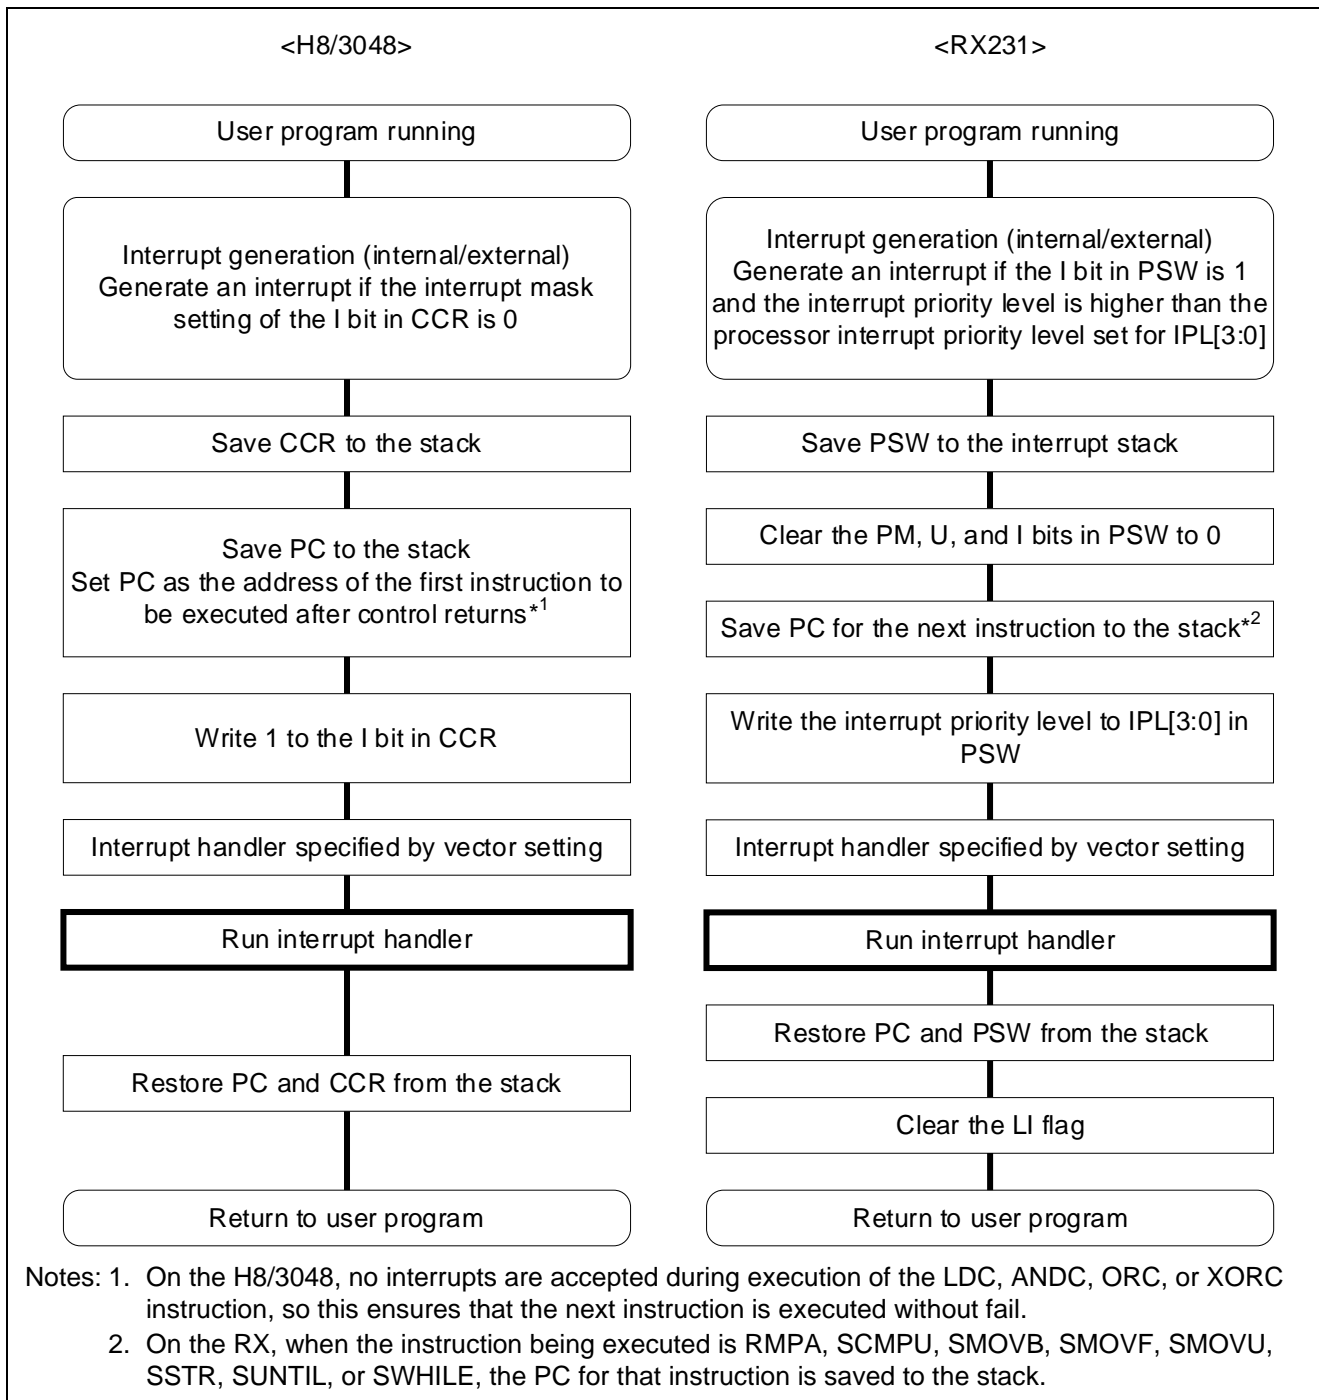 <H8/3048>
User program running
Interrupt generation (internal/external)
Generate an interrupt if the interrupt mask
setting of the I bit in CCR is 0
Save CCR to the stack
Save PC to the stack
Set PC as the address of the first instruction to
be executed after control returns*1
Write 1 to the I bit in CCR
Interrupt handler specified by vector setting
Run interrupt handler
Restore PC and CCR from the stack
Return to user program
<RX231>
User program running
Interrupt generation (internal/external)
Generate an interrupt if the I bit in PSW is 1
and the interrupt priority level is higher than the
processor interrupt priority level set for IPL[3:0]
Save PSW to the interrupt stack
Clear the PM, U, and I bits in PSW to 0
Save PC for the next instruction to the stack*2
Write the interrupt priority level to IPL[3:0] in
PSW
Interrupt handler specified by vector setting
Run interrupt handler
Restore PC and PSW from the stack
Clear the LI flag
Return to user program
Notes: 1. On the H8/3048, no interrupts are accepted during execution of the LDC, ANDC, ORC, or XORC
instruction, so this ensures that the next instruction is executed without fail.
2. On the RX, when the instruction being executed is RMPA, SCMPU, SMOVB, SMOVF, SMOVU,
SSTR, SUNTIL, or SWHILE, the PC for that instruction is saved to the stack.